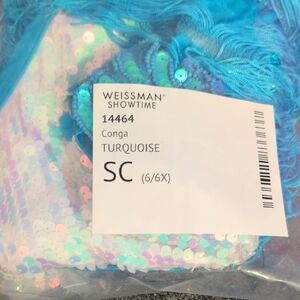 WEISSMAN®
SHOWTIME
14464
Conga
TURQUOISE
SC (6/6X)